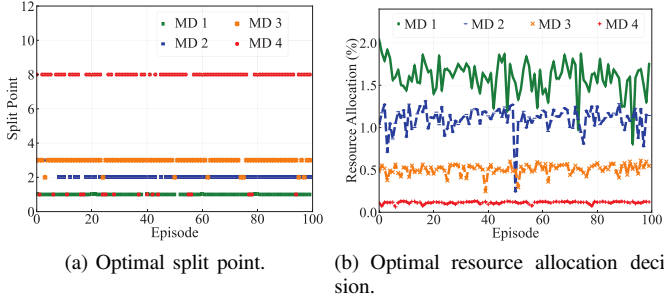 12
10
8
6
4
2
0
Split Point
MD 1
MD 3
MD 2
MD 4
0
20
40
60
80
100
Episode
(a) Optimal split point.
2.0
1.5
1.0
0.5
0.0
Resource Allocation (%)
MD 1
MD 2
MD 3
MD 4
0
20
40
60
80
100
Episode
(b) Optimal resource allocation deci
sion.